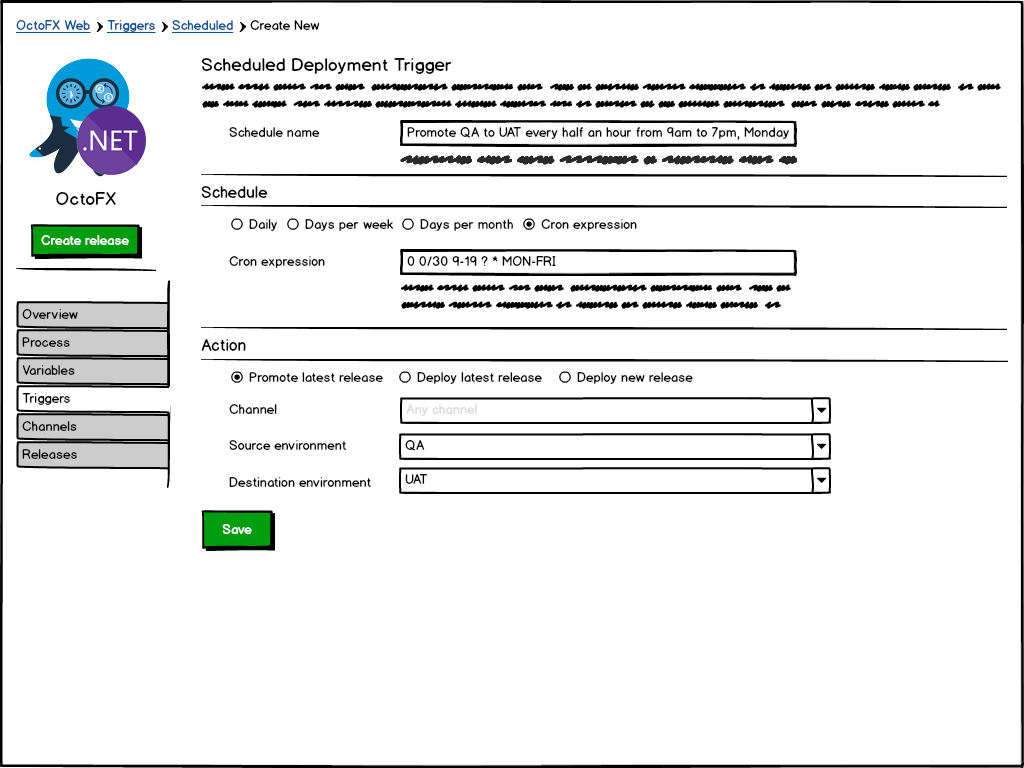 OctoFX Web ❯ Triggers ❯ Scheduled ❯ Create New
.NET
OctoFX
Create release
Overview
Process
Variables
Triggers
Channels
Releases
Scheduled Deployment Trigger
Schedule name Promote QA to UAT every half an hour from 9am to 7pm, Monday
Schedule
Daily Days per week Days per month Cron expression
Cron expression 0 0/30 9-19 ? * MON-FRI
Action
Promote latest release Deploy latest release Deploy new release
Channel Any channel
Source environment QA
Destination environment UAT
Save